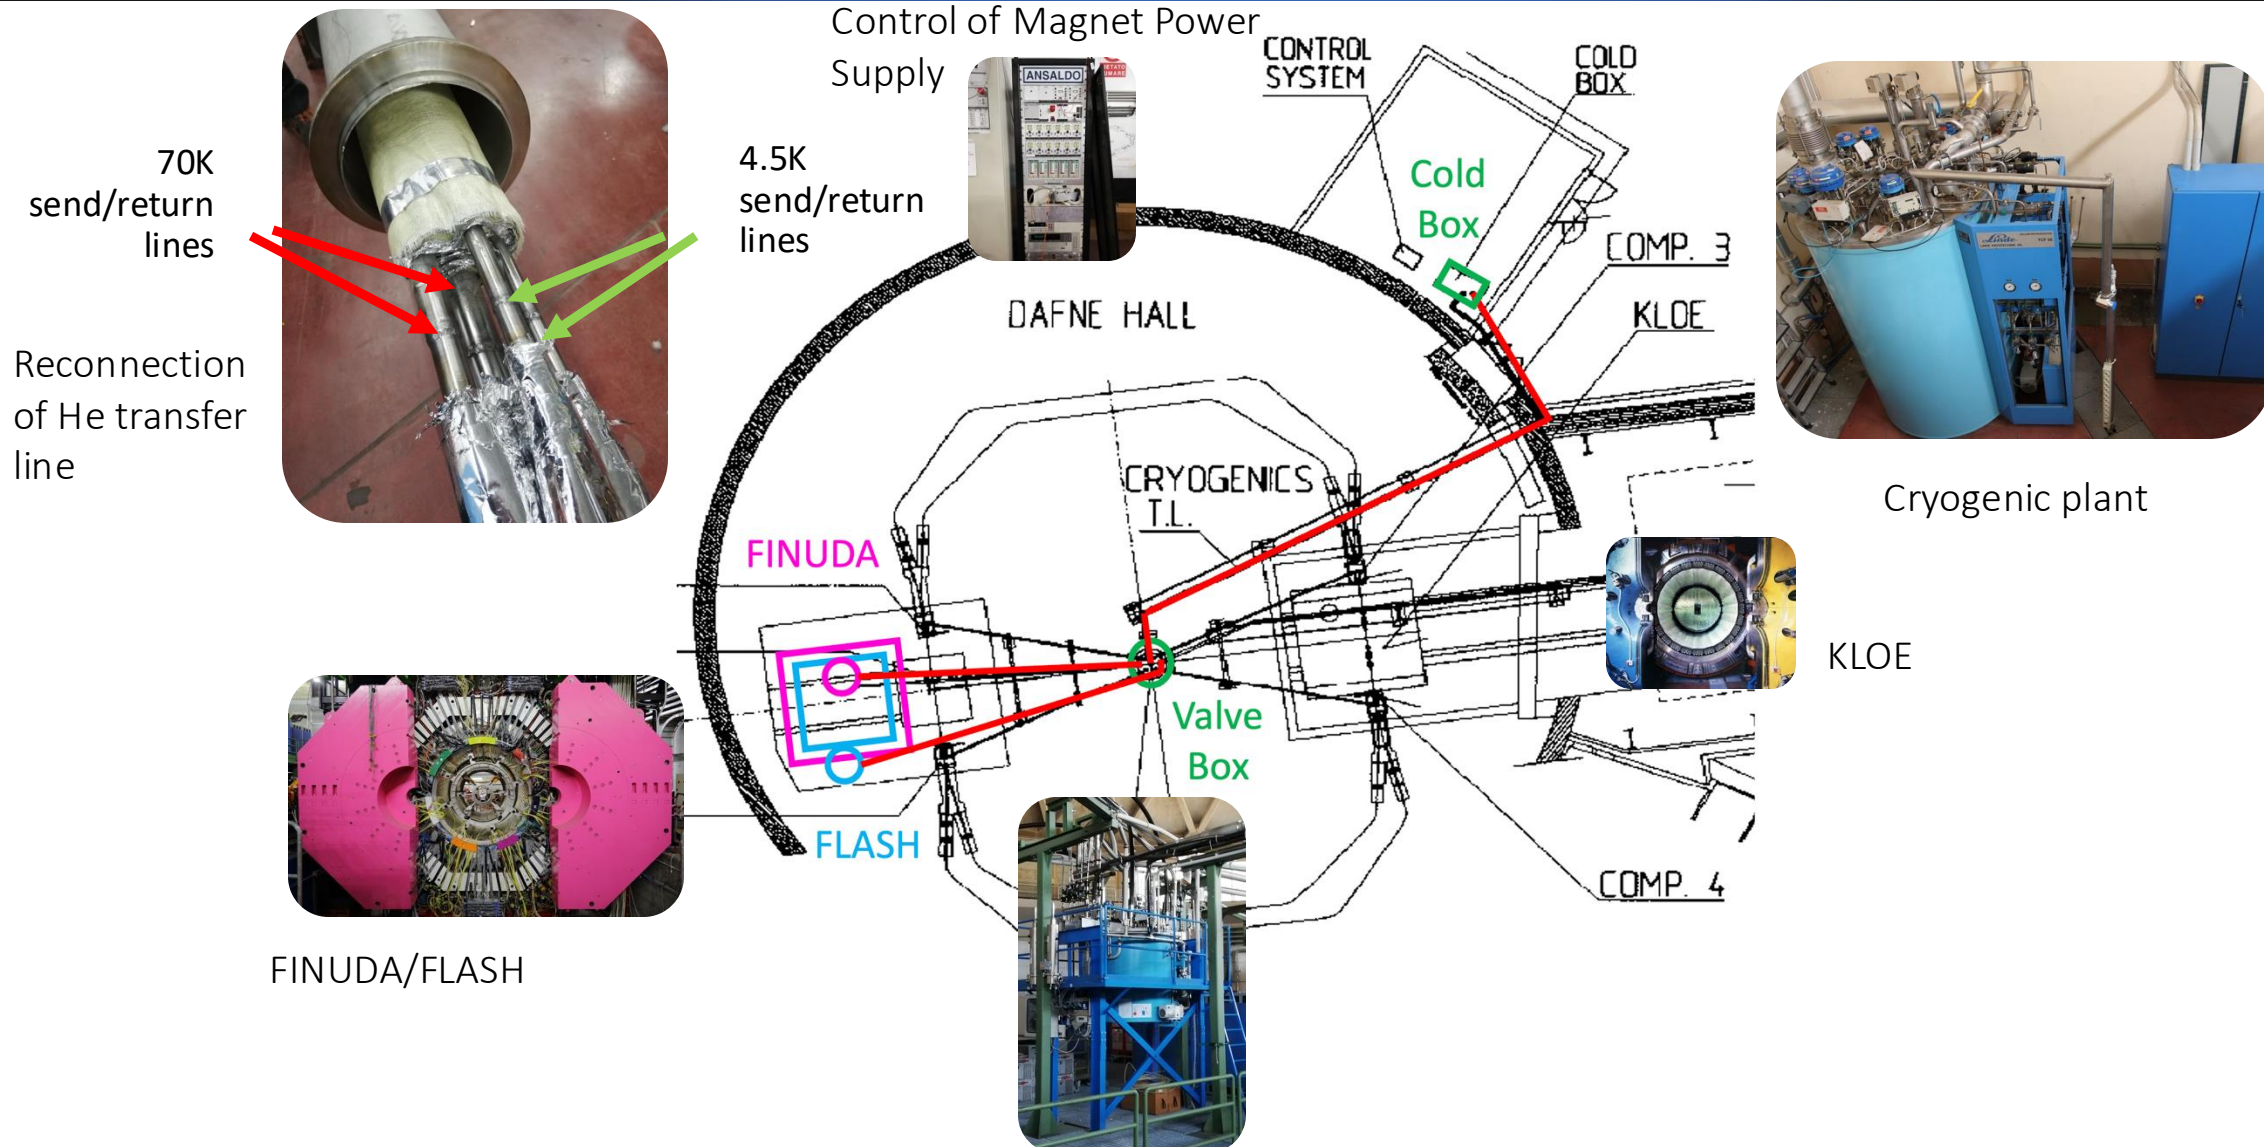 Control of Magnet Power
Supply
ANSALDO
CONTROL
SYSTEM
COLD
BOX
70K
send/return
lines
4.5K
send/return
lines
Cold
Box
COMP. 3
KLOE
DAFNE HALL
Linde
Reconnection
of He transfer
line
CRYOGENICS
T.L.
Cryogenic plant
FINUDA
KLOE
Valve
Box
FLASH
COMP. 4
FINUDA/FLASH